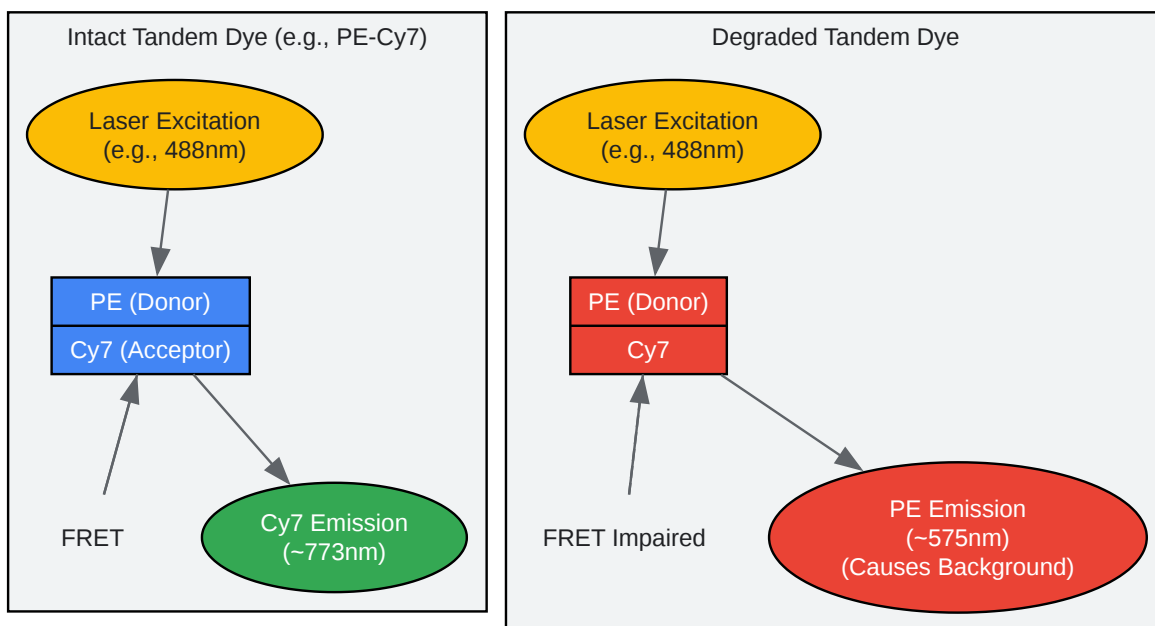 Intact Tandem Dye (e.g., PE-Cy7)
Laser Excitation
(e.g., 488nm)
PE (Donor)
Cy7 (Acceptor)
FRET
Cy7 Emission
(~773nm)
Degraded Tandem Dye
Laser Excitation
(e.g., 488nm)
PE (Donor)
Cy7
FRET Impaired
PE Emission
(~575nm)
(Causes Background)